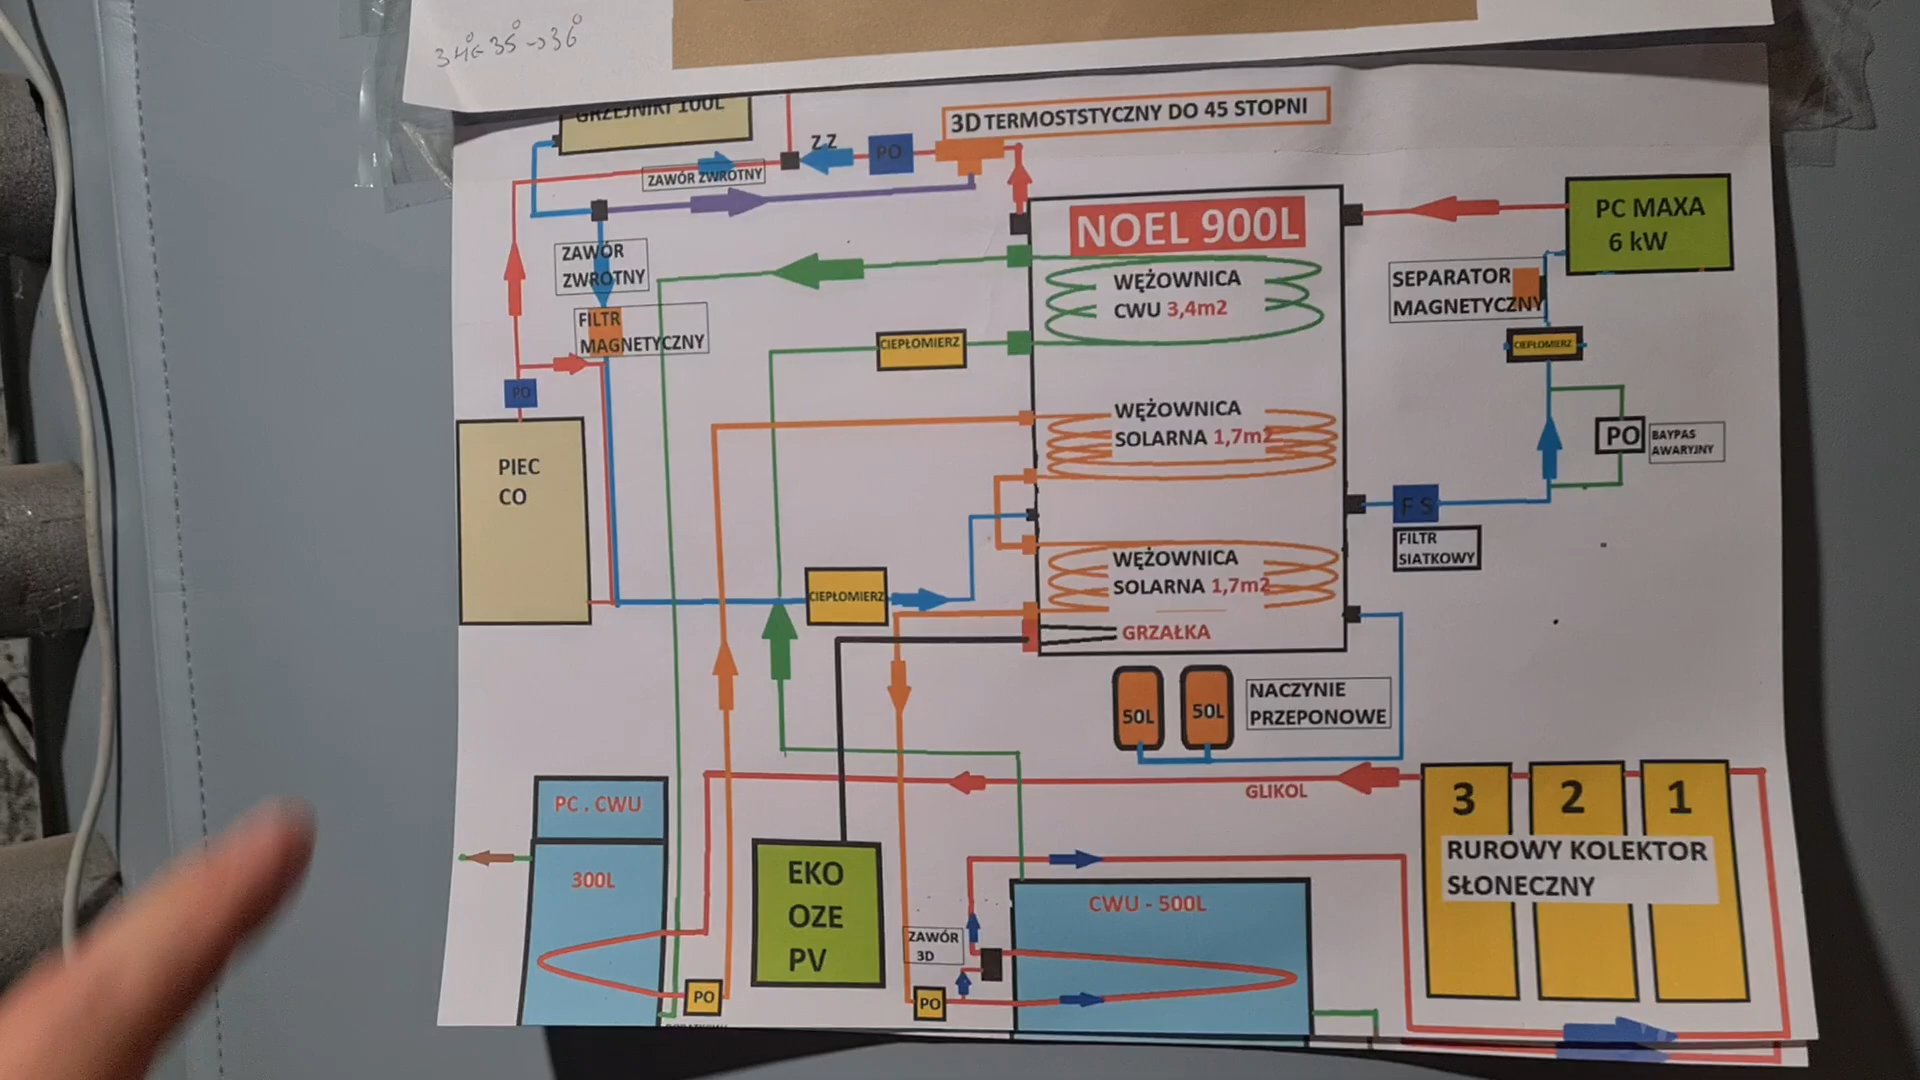 34°← 35° → 36°
GRZEJNIKI 100L
3D TERMOSTSTYCZNY DO 45 STOPNI
ZZ
PO
ZAWÓR ZWRÓTNY
NOEL 900L
PC MAXA
6 kW
ZAWÓR
ZWROTNY
WĘŻOWNICA
CWU 3,4m2
SEPARATOR
MAGNETYCZNY
FILTR
MAGNETYCZNY
CIEPŁOMIERZ
CIEPŁOMIERZ
PO
WĘŻOWNICA
SOLARNA 1,7m2
PO
BAYPAS
AWARYJNY
PIEC
CO
F S
FILTR
SIATKOWY
WĘŻOWNICA
SOLARNA 1,7m2
CIEPŁOMIERZ
GRZAŁKA
50L
50L
NACZYNIE
PRZEPONOWE
GLIKOL
PC . CWU
300L
3
2
1
RUROWY KOLEKTOR
SŁONECZNY
EKO
OZE
PV
CWU - 500L
ZAWÓR
3D
PO
PO